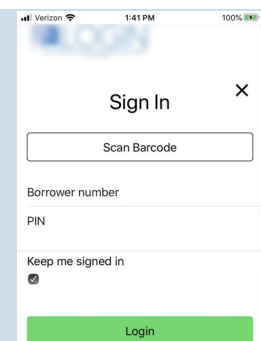 Verizon 1:41 PM 100%
Sign In
Scan Barcode
Borrower number
PIN
Keep me signed in
Login